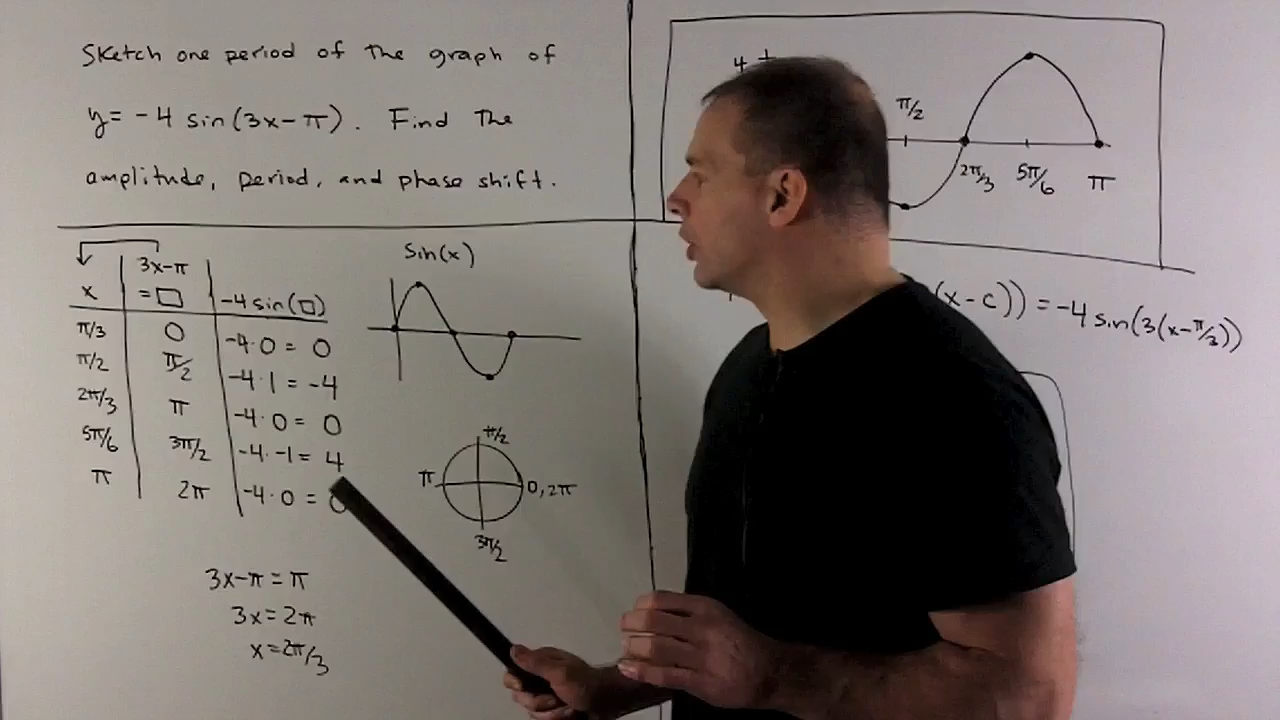 Sketch one period of the graph of
y = -4 sin(3x-π). Find the
amplitude, period, and phase shift.
3x-π
x
=□
-4 sin(□)
π/3 0 -4·0 = 0
π/2 π/2 -4·1 = -4
2π/3 π -4·0 = 0
5π/6 3π/2 -4·-1 = 4
π 2π -4·0 = 0
3x-π = π
3x = 2π
x = 2π/3
sin(x)
π/2
π
0, 2π
3π/2
4
π/2
2π/3 5π/6 π
(x-c)) = -4 sin(3(x-π/3))